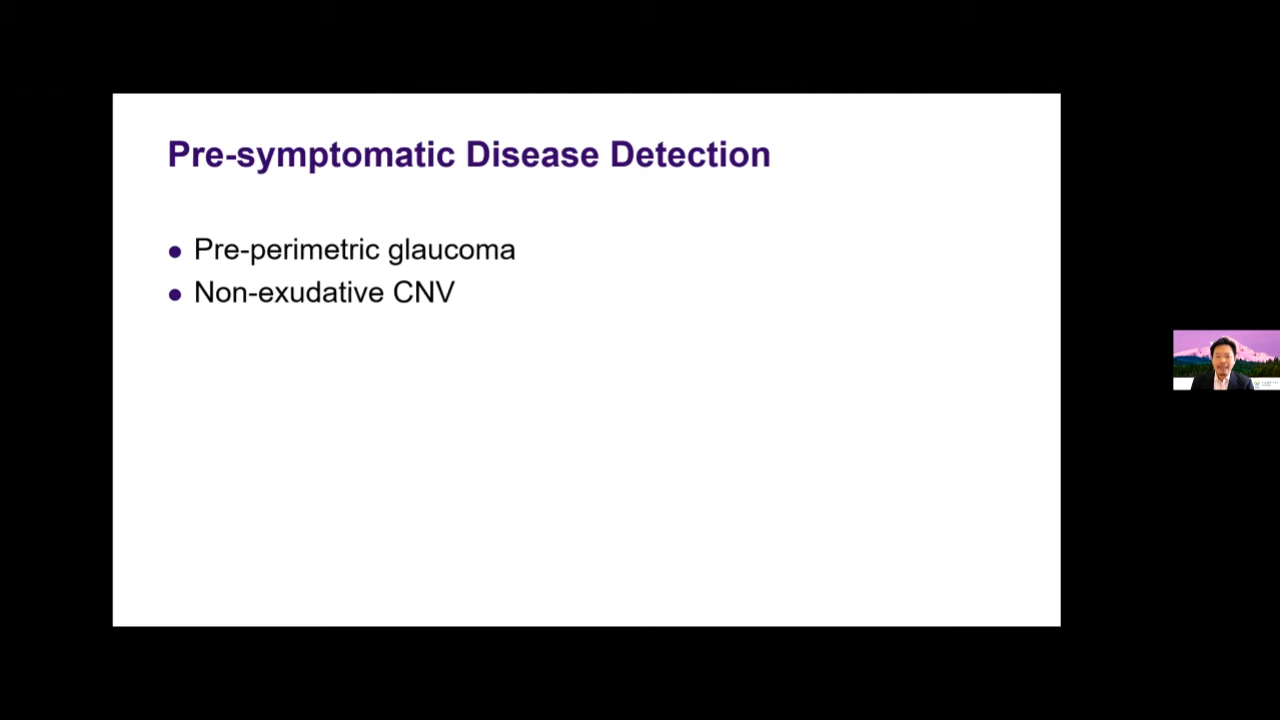 Pre-symptomatic Disease Detection
● Pre-perimetric glaucoma
● Non-exudative CNV